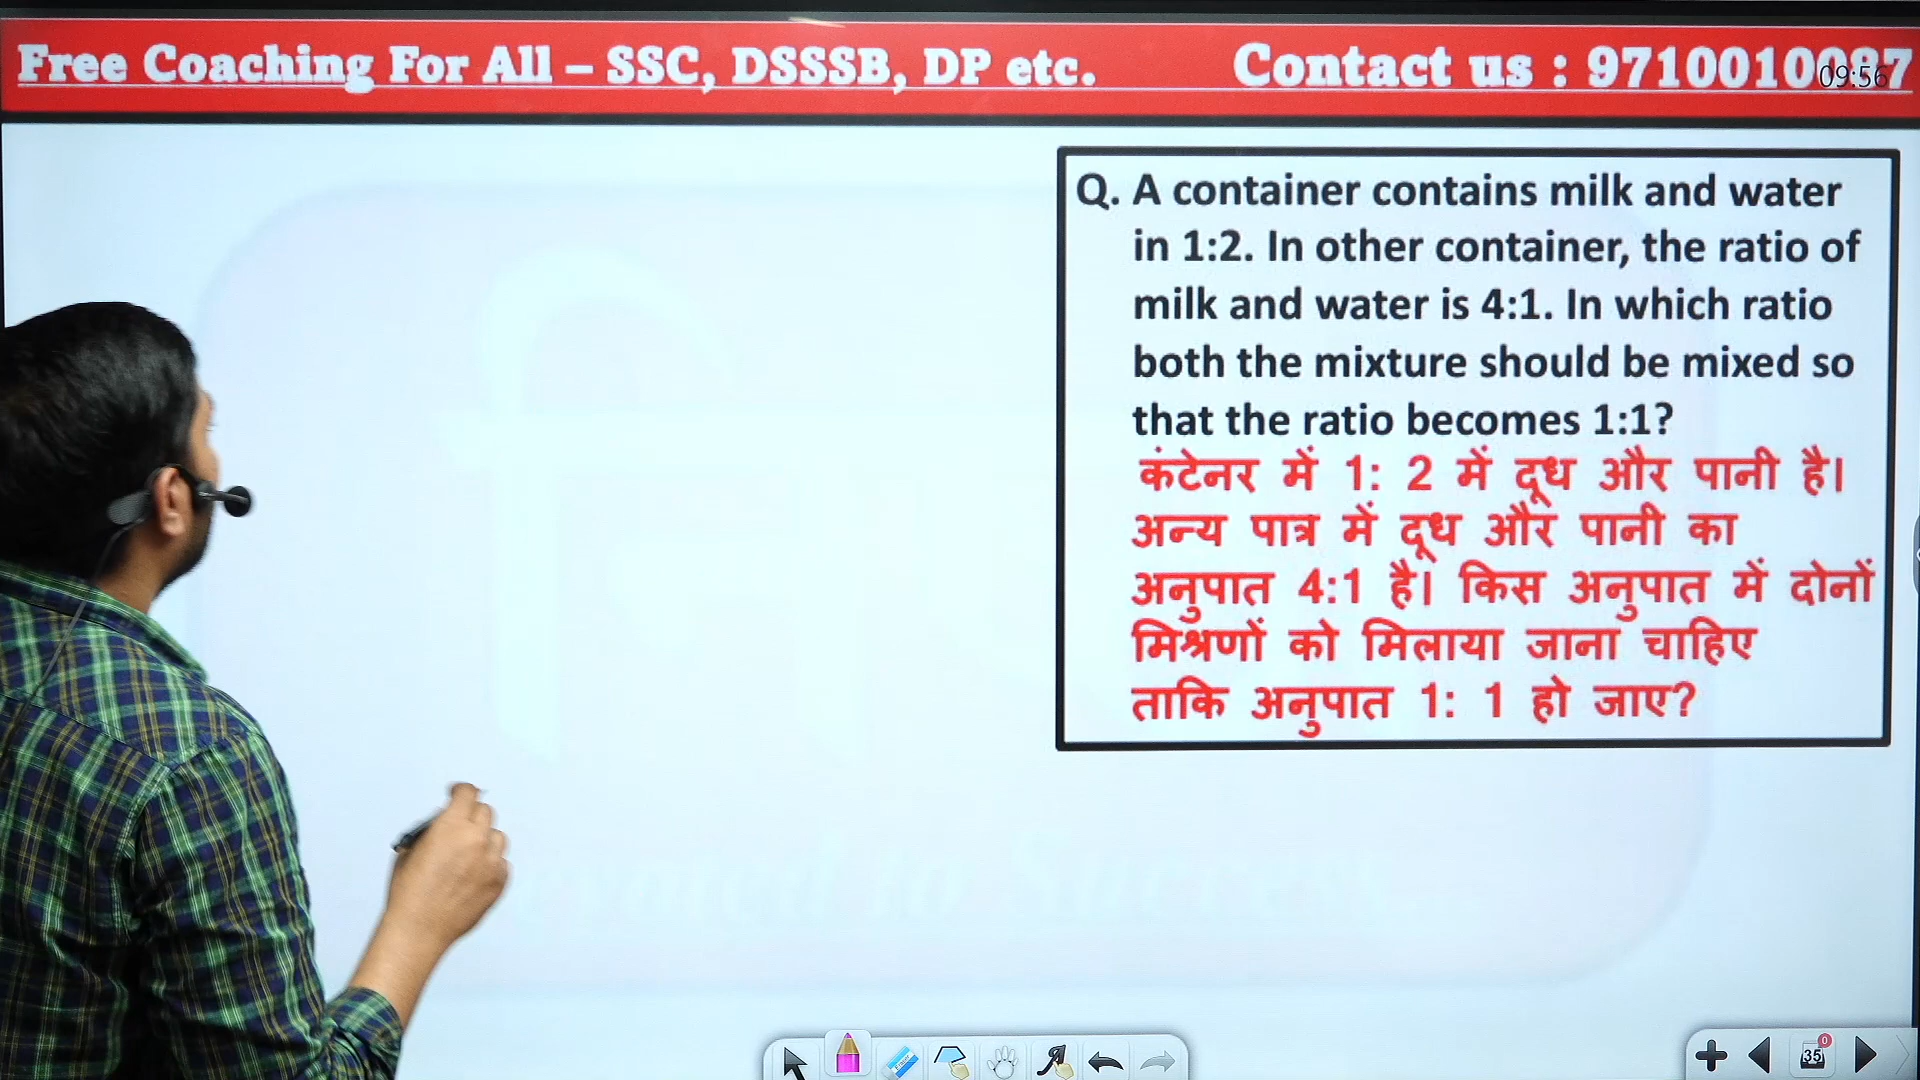 Free Coaching For All – SSC, DSSSB, DP etc. Contact us : 9710010087
09:56
Q. A container contains milk and water
in 1:2. In other container, the ratio of
milk and water is 4:1. In which ratio
both the mixture should be mixed so
that the ratio becomes 1:1?
कंटेनर में 1: 2 में दूध और पानी है।
अन्य पात्र में दूध और पानी का
अनुपात 4:1 है। किस अनुपात में दोनों
मिश्रणों को मिलाया जाना चाहिए
ताकि अनुपात 1: 1 हो जाए?
to
35
0